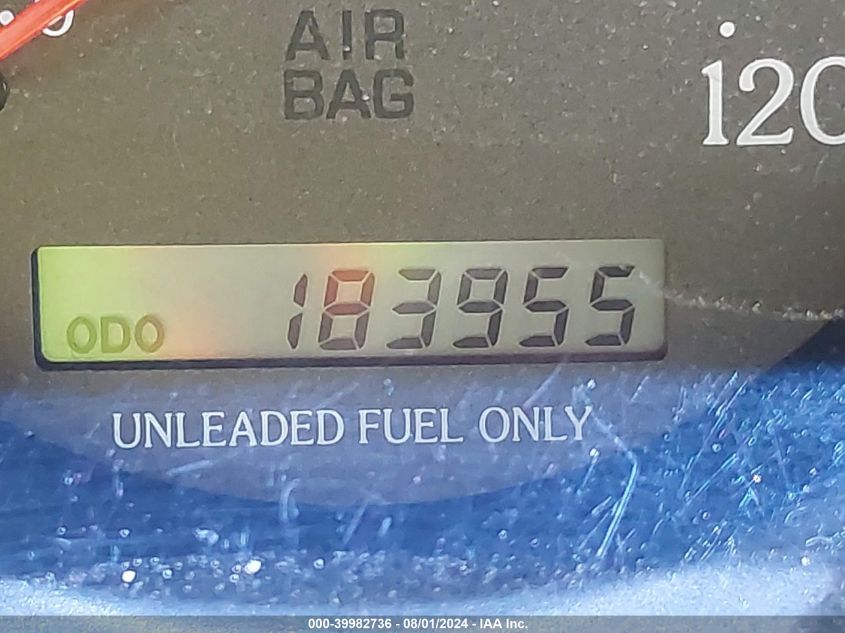 AIR
BAG
120
ODO 183955
UNLEADED FUEL ONLY
000-39982736 - 08/01/2024 - IAA Inc.